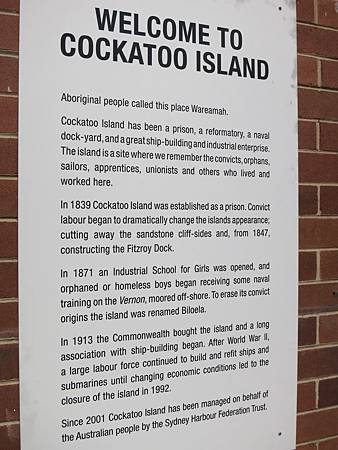 WELCOME TO
COCKATOO ISLAND
Aboriginal people called this place Wareamah.
Cockatoo Island has been a prison, a reformatory, a naval
dock-yard, and a great ship-building and industrial enterprise.
The island is a site where we remember the convicts, orphans,
sailors, apprentices, unionists and others who lived and
worked here.
In 1839 Cockatoo Island was established as a prison. Convict
labour began to dramatically change the islands appearance;
cutting away the sandstone cliff-sides and, from 1847,
constructing the Fitzroy Dock.
In 1871 an Industrial School for Girls was opened, and
orphaned or homeless boys began receiving some naval
training on the Vernon, moored off-shore. To erase its convict
origins the island was renamed Biloela.
In 1913 the Commonwealth bought the island and a long
association with ship-building began. After World War II,
a large labour force continued to build and refit ships and
submarines until changing economic conditions led to the
closure of the island in 1992.
Since 2001 Cockatoo Island has been managed on behalf of
the Australian people by the Sydney Harbour Federation Trust.